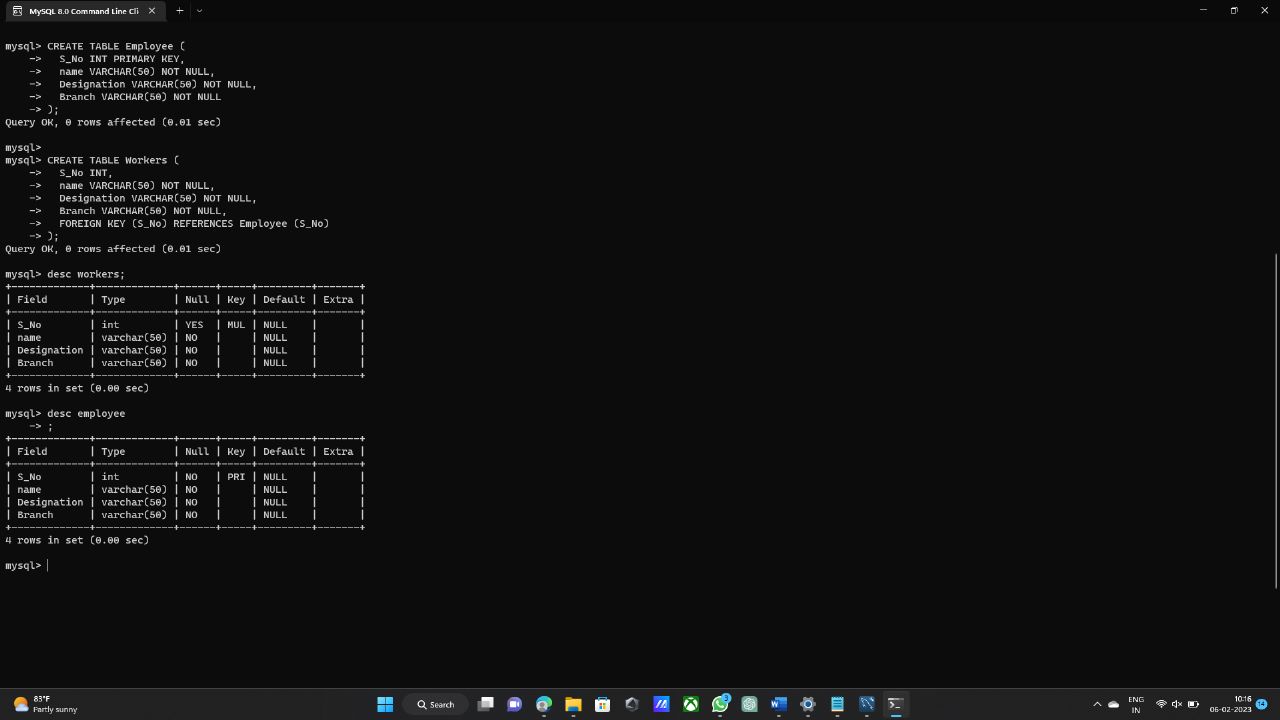 MySQL 8.0 Command Line Cli
mysql> CREATE TABLE Employee (
    ->   S_No INT PRIMARY KEY,
    ->   name VARCHAR(50) NOT NULL,
    ->   Designation VARCHAR(50) NOT NULL,
    ->   Branch VARCHAR(50) NOT NULL
    -> );
Query OK, 0 rows affected (0.01 sec)
mysql>
mysql> CREATE TABLE Workers (
    ->   S_No INT,
    ->   name VARCHAR(50) NOT NULL,
    ->   Designation VARCHAR(50) NOT NULL,
    ->   Branch VARCHAR(50) NOT NULL,
    ->   FOREIGN KEY (S_No) REFERENCES Employee (S_No)
    -> );
Query OK, 0 rows affected (0.01 sec)
mysql> desc workers;
+-------------+-------------+------+-----+---------+-------+
| Field       | Type        | Null | Key | Default | Extra |
+-------------+-------------+------+-----+---------+-------+
| S_No        | int         | YES  | MUL | NULL    |       |
| name        | varchar(50) | NO   |     | NULL    |       |
| Designation | varchar(50) | NO   |     | NULL    |       |
| Branch      | varchar(50) | NO   |     | NULL    |       |
+-------------+-------------+------+-----+---------+-------+
4 rows in set (0.00 sec)
mysql> desc employee
    -> ;
+-------------+-------------+------+-----+---------+-------+
| Field       | Type        | Null | Key | Default | Extra |
+-------------+-------------+------+-----+---------+-------+
| S_No        | int         | NO   | PRI | NULL    |       |
| name        | varchar(50) | NO   |     | NULL    |       |
| Designation | varchar(50) | NO   |     | NULL    |       |
| Branch      | varchar(50) | NO   |     | NULL    |       |
+-------------+-------------+------+-----+---------+-------+
4 rows in set (0.00 sec)
mysql>
83°F
Partly sunny
Search
ENG
IN
10:16
06-02-2023